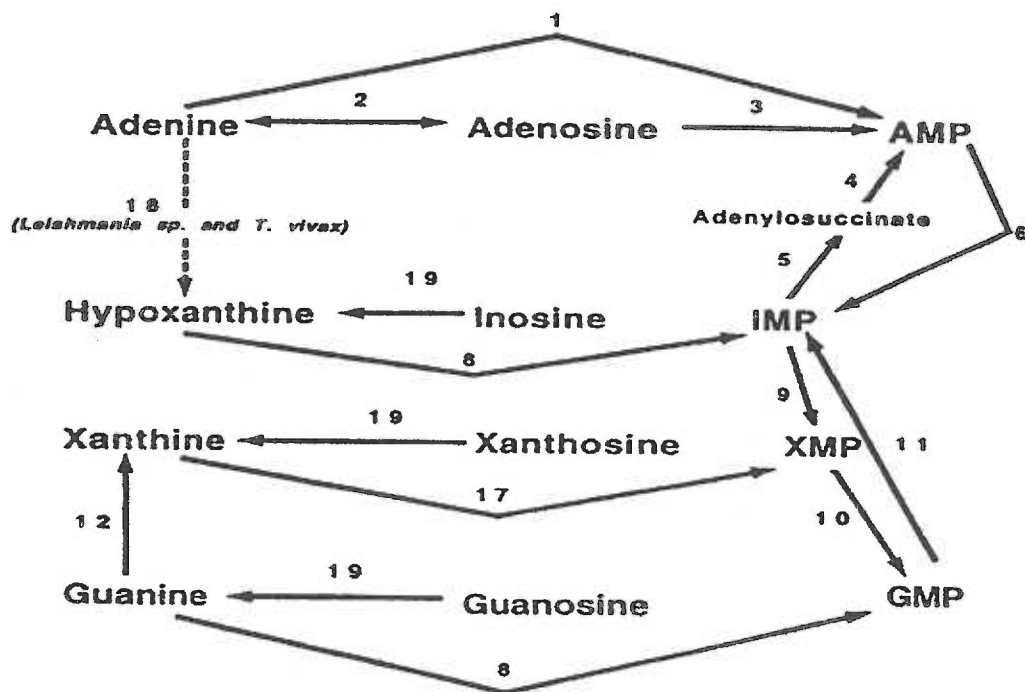 1
Adenine
2
Adenosine
3
AMP
18
(Leishmania sp. and T. vivax)
4
Adenylosuccinate
5
6
Hypoxanthine
19
Inosine
IMP
8
9
Xanthine
19
Xanthosine
XMP
11
17
10
12
Guanine
19
Guanosine
GMP
8